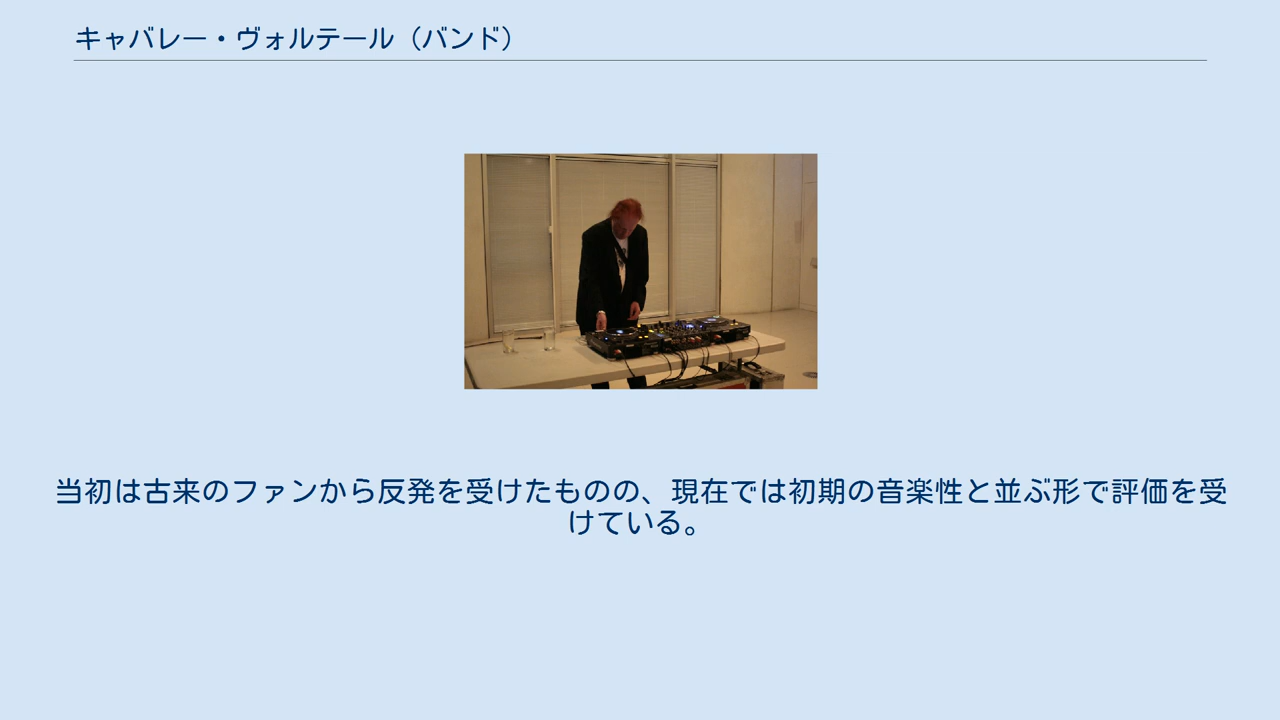 キャバレー・ヴォルテール（バンド）
当初は古来のファンから反発を受けたものの、現在では初期の音楽性と並ぶ形で評価を受
けている。